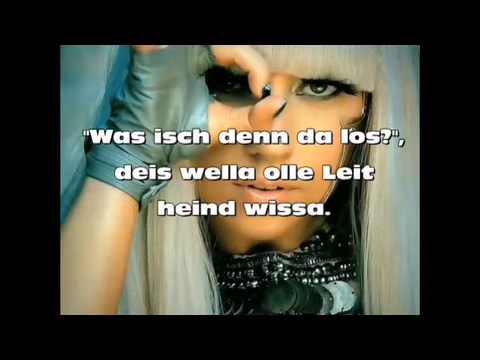 "Was isch denn da los?",
deis wella olle Leit
heind wissa.